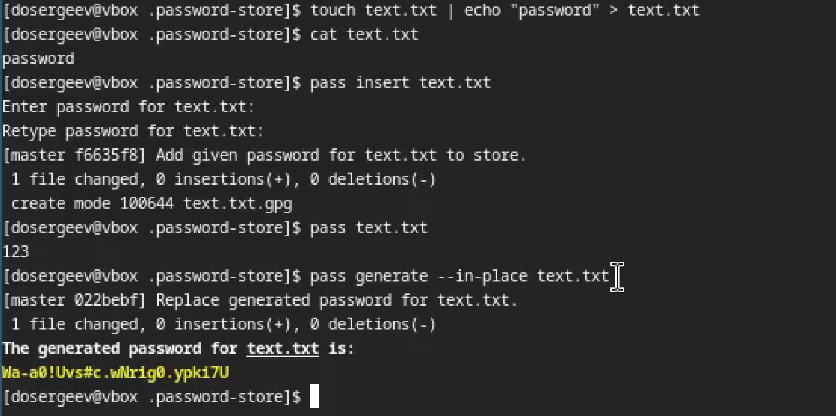 [dosergeev@vbox .password-store]$ touch text.txt | echo "password" > text.txt
[dosergeev@vbox .password-store]$ cat text.txt
password
[dosergeev@vbox .password-store]$ pass insert text.txt
Enter password for text.txt:
Retype password for text.txt:
[master f6635f8] Add given password for text.txt to store.
 1 file changed, 0 insertions(+), 0 deletions(-)
 create mode 100644 text.txt.gpg
[dosergeev@vbox .password-store]$ pass text.txt
123
[dosergeev@vbox .password-store]$ pass generate --in-place text.txt
[master 022bebf] Replace generated password for text.txt.
 1 file changed, 0 insertions(+), 0 deletions(-)
The generated password for text.txt is:
Wa-a0!Uvs#c.wNrig0.ypki7U
[dosergeev@vbox .password-store]$